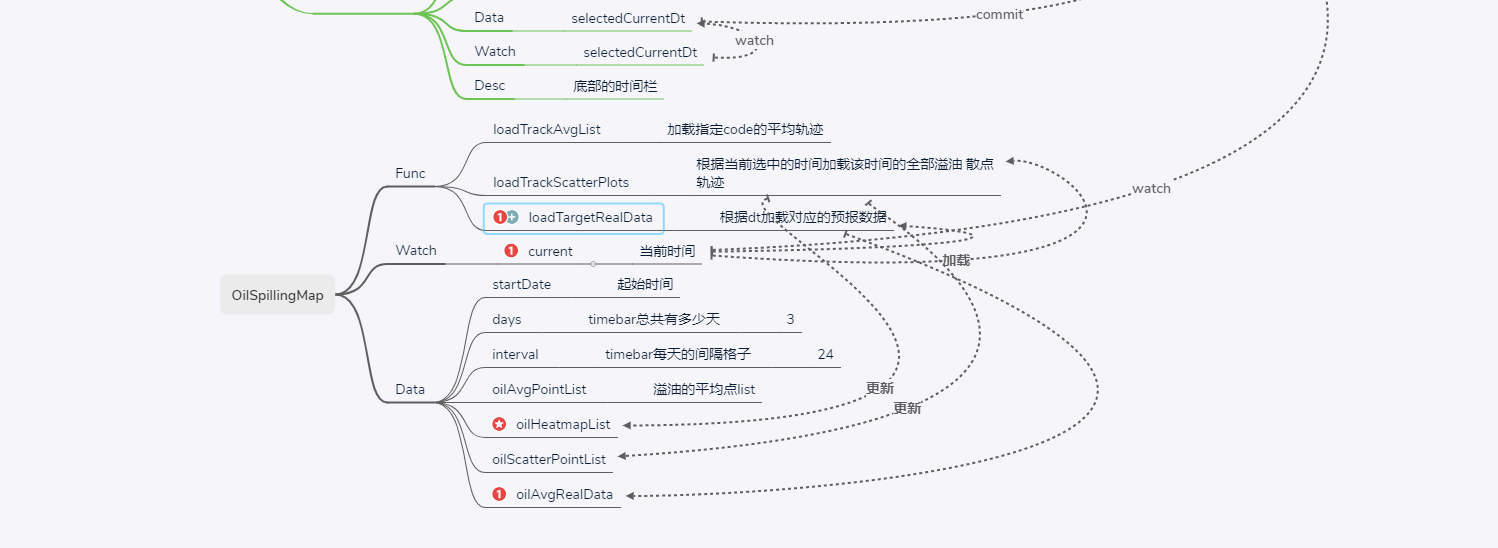 Data
selectedCurrentDt
commit
watch
Watch
selectedCurrentDt
Desc
底部的时间栏
loadTrackAvgList
加载指定code的平均轨迹
Func
loadTrackScatterPlots
根据当前选中的时间加载该时间的全部溢油 散点
轨迹
watch
1
loadTargetRealData
根据dt加载对应的预报数据
Watch
1
current
当前时间
加载
OilSpillingMap
startDate
起始时间
days
timebar总共有多少天
3
interval
timebar每天的间隔格子
24
Data
oilAvgPointList
溢油的平均点list
更新
更新
oilHeatmapList
oilScatterPointList
1
oilAvgRealData